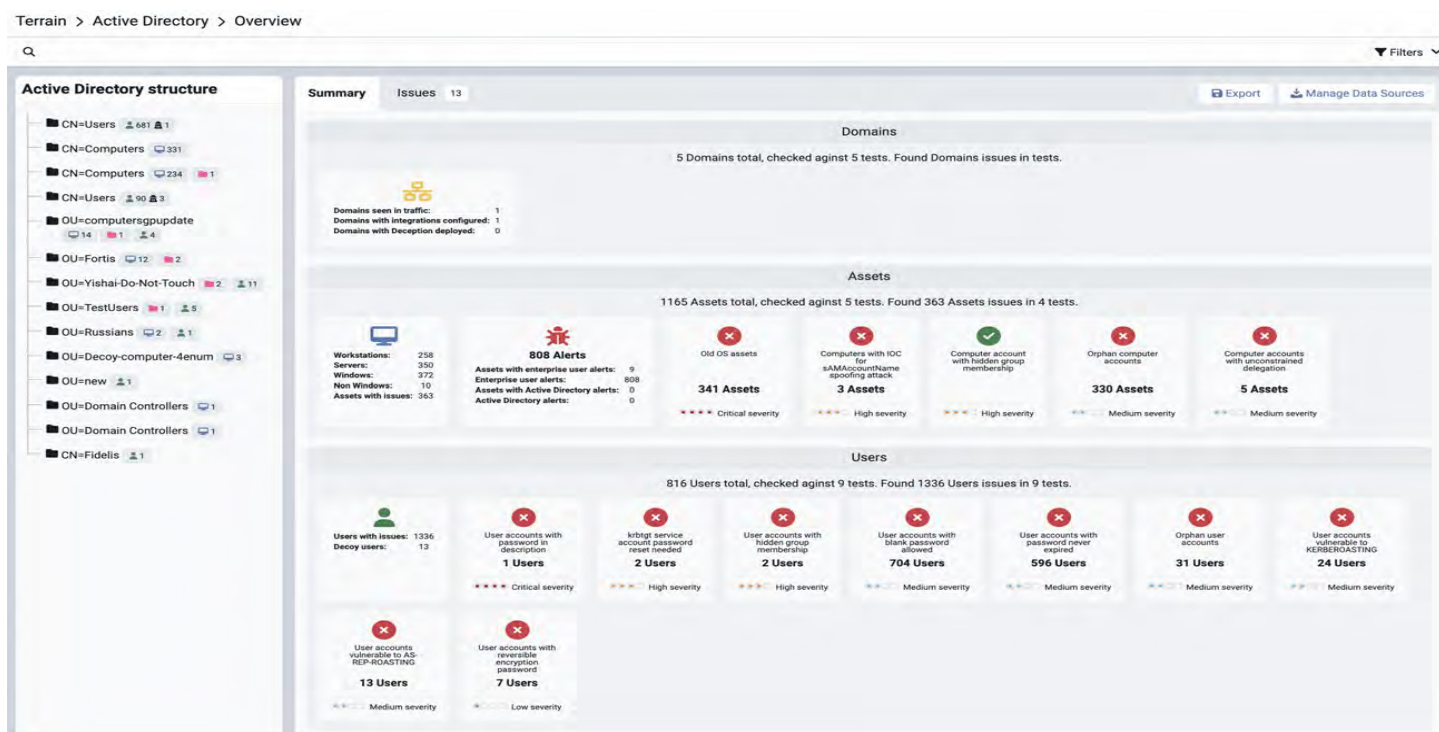 Terrain > Active Directory > Overview
Filters
Active Directory structure
CN=Users 681 1
CN=Computers 331
CN=Computers 234 1
CN=Users 90 3
OU=computersgpupdate
14 1 4
OU=Fortis 12 2
OU=Yishai-Do-Not-Touch 2 11
OU=TestUsers 1 5
OU=Russians 2 1
OU=Decoy-computer-4enum 3
OU=new 1
OU=Domain Controllers 1
OU=Domain Controllers 1
CN=Fidelis 1
Summary Issues 13 Export Manage Data Sources
Domains
5 Domains total, checked aginst 5 tests. Found Domains issues in tests.
Domains seen in traffic: 1
Domains with integrations configured: 1
Domains with Deception deployed: 0
Assets
1165 Assets total, checked aginst 5 tests. Found 363 Assets issues in 4 tests.
Workstations: 258
Servers: 350
Windows: 372
Non Windows: 10
Assets with issues: 363
808 Alerts
Assets with enterprise user alerts: 9
Enterprise user alerts: 808
Assets with Active Directory alerts: 0
Active Directory alerts: 0
Old OS assets
341 Assets
Critical severity
Computers with IOC
for
sAMAccountName
spoofing attack
3 Assets
High severity
Computer account
with hidden group
membership
High severity
Orphan computer
accounts
330 Assets
Medium severity
Computer accounts
with unconstrained
delegation
5 Assets
Medium severity
Users
816 Users total, checked aginst 9 tests. Found 1336 Users issues in 9 tests.
Users with issues: 1336
Decoy users: 13
User accounts with
password in
description
1 Users
Critical severity
krbtgt service
account password
reset needed
2 Users
High severity
User accounts with
hidden group
membership
2 Users
High severity
User accounts with
blank password
allowed
704 Users
Medium severity
User accounts with
password never
expired
596 Users
Medium severity
Orphan user
accounts
31 Users
Medium severity
User accounts
vulnerable to
KERBEROASTING
24 Users
Medium severity
User accounts
vulnerable to AS-
REP-ROASTING
13 Users
Medium severity
User accounts with
reversible
encryption
password
7 Users
Low severity